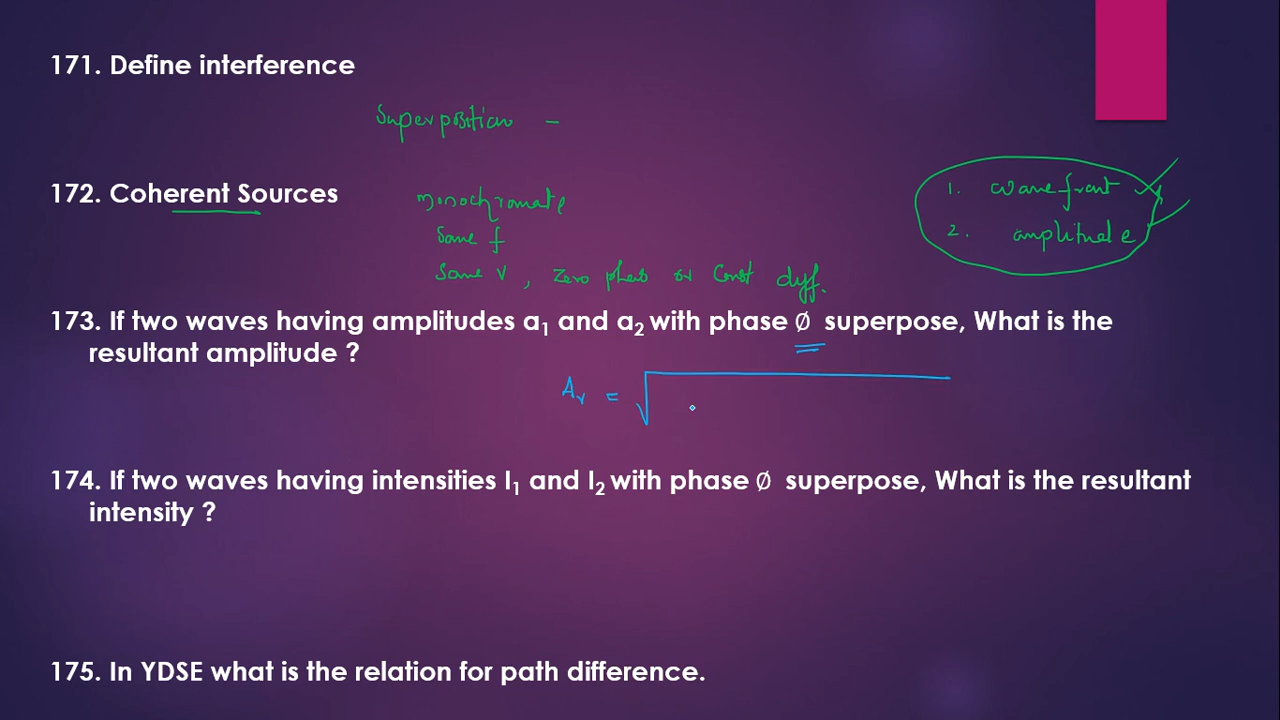 171. Define interference
Superposition –
172. Coherent Sources
monochromate
Same f
Same v, Zero phas or Const dyff.
1. wavefront
2. amplitude
173. If two waves having amplitudes a₁ and a₂ with phase ∅ superpose, What is the
resultant amplitude ?
Aᵣ = √
174. If two waves having intensities I₁ and I₂ with phase ∅ superpose, What is the resultant
intensity ?
175. In YDSE what is the relation for path difference.